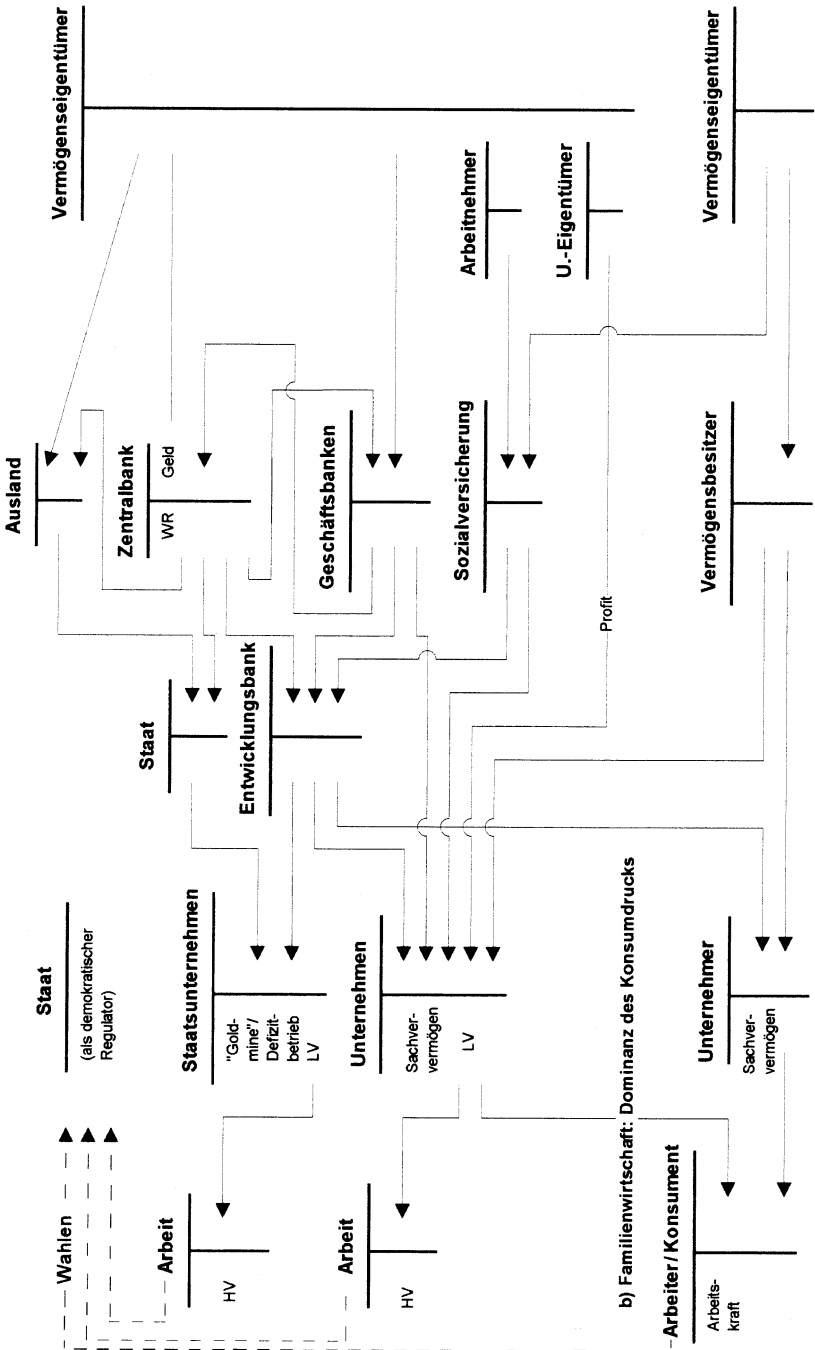 Wahlen
Arbeit
HV
Arbeit
HV
Staat
(als demokratischer
Regulator)
Staatsunternehmen
"Gold-
mine"/
Defizit-
betrieb
LV
Unternehmen
Sachver-
vermögen
LV
Staat
Entwicklungsbank
Ausland
Zentralbank
WR Geld
Geschäftsbanken
Sozialversicherung
Profit
Vermögenseigentümer
Arbeitnehmer
U.-Eigentümer
b) Familienwirtschaft: Dominanz des Konsumdrucks
Arbeiter/Konsument
Arbeits-
kraft
Unternehmer
Sachver-
vermögen
Vermögensbesitzer
Vermögenseigentümer